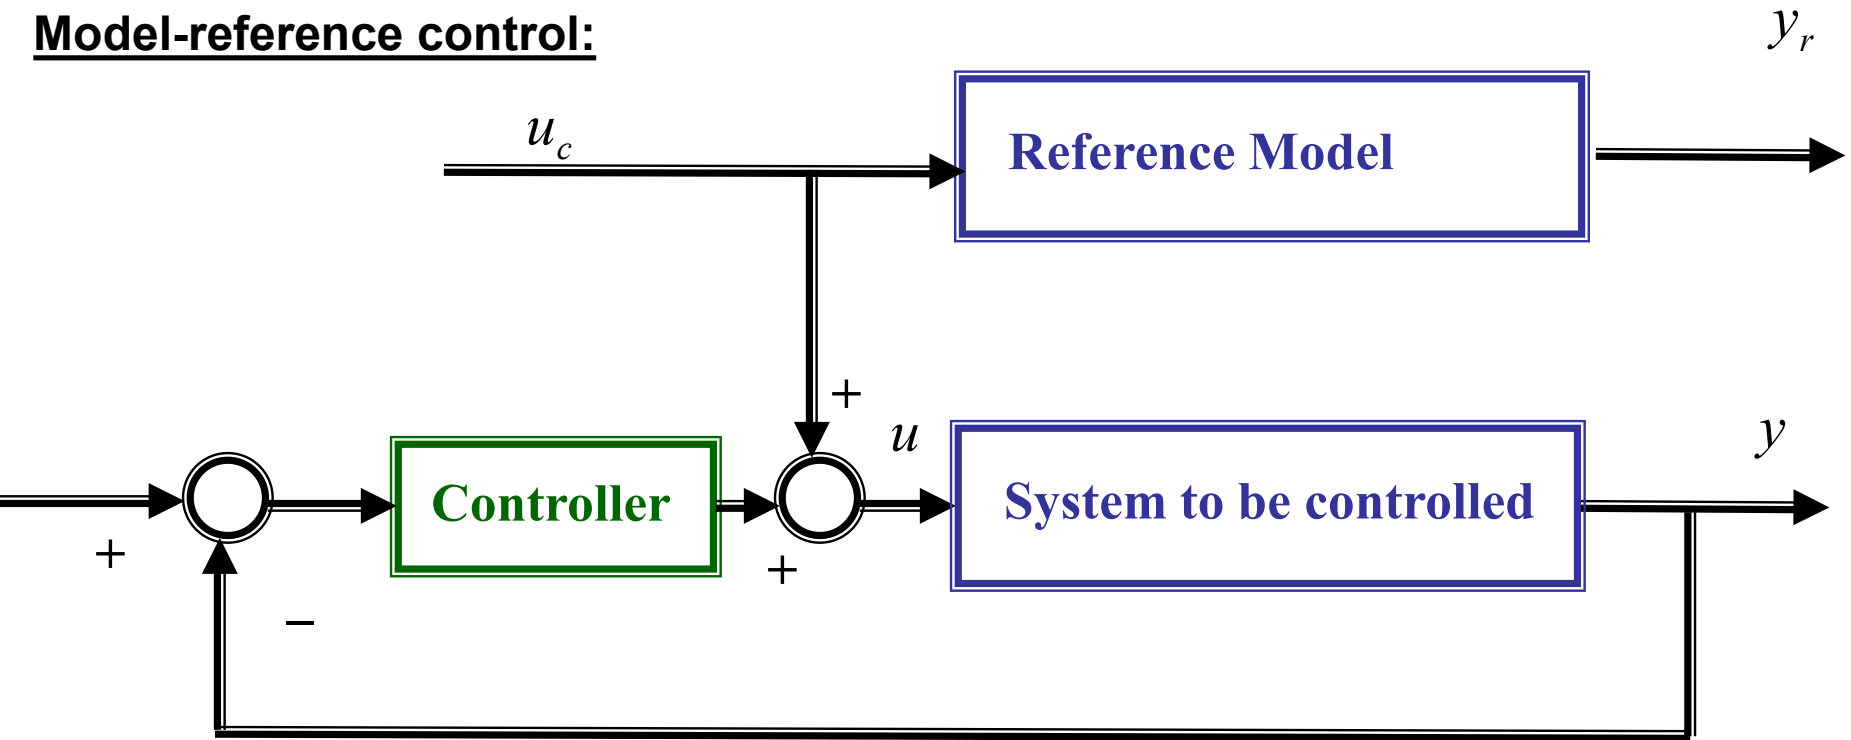 Model-reference control:
y_r
u_c
Reference Model
+
u
y
Controller
System to be controlled
+
+
−